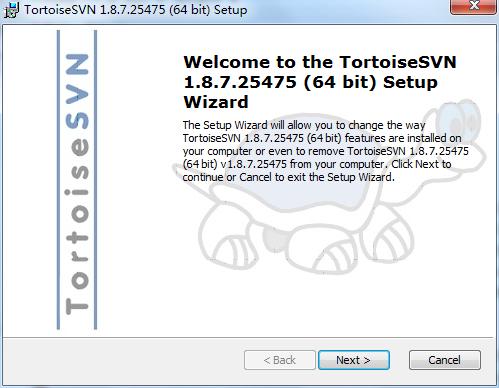 TortoiseSVN 1.8.7.25475 (64 bit) Setup
TortoiseSVN
Welcome to the TortoiseSVN
1.8.7.25475 (64 bit) Setup
Wizard
The Setup Wizard will allow you to change the way
TortoiseSVN 1.8.7.25475 (64 bit) features are installed on
your computer or even to remove TortoiseSVN 1.8.7.25475
(64 bit) v1.8.7.25475 from your computer. Click Next to
continue or Cancel to exit the Setup Wizard.
< Back
Next >
Cancel